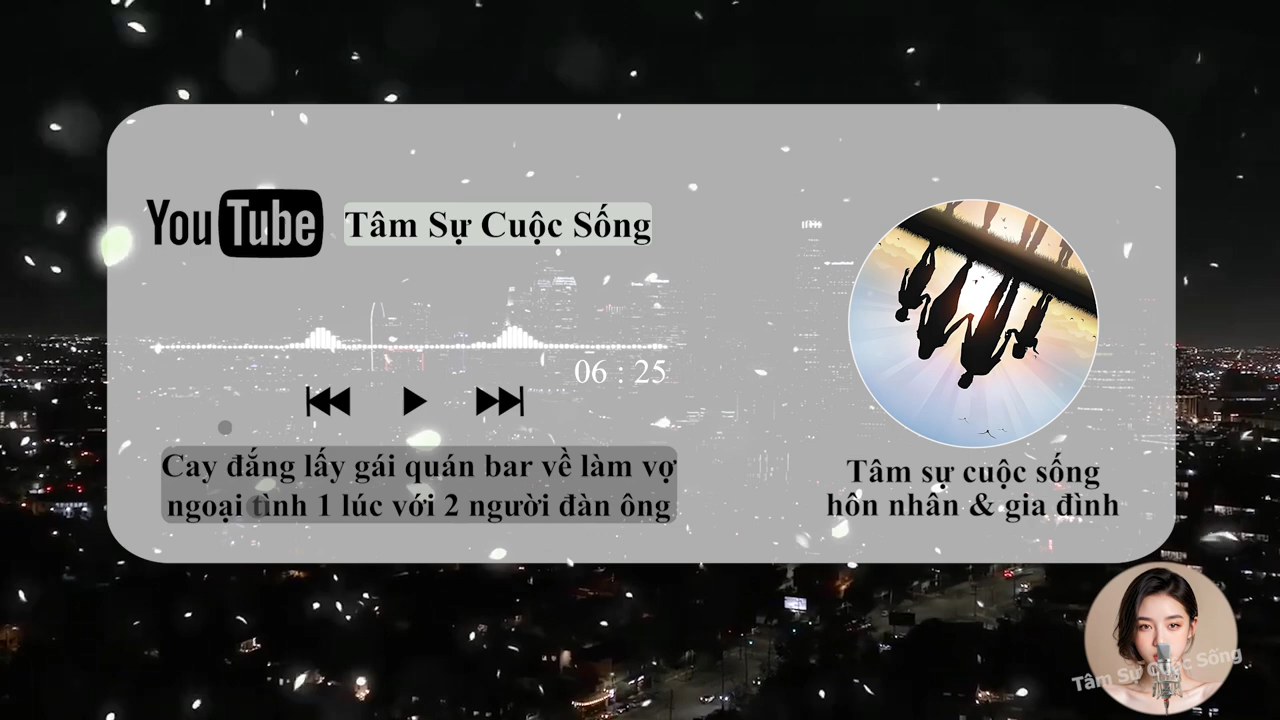 YouTube Tâm Sự Cuộc Sống
06 : 25
Cay đắng lấy gái quán bar về làm vợ
ngoại tình 1 lúc với 2 người đàn ông
Tâm sự cuộc sống
hôn nhân & gia đình
Tâm Sự Cuộc Sống